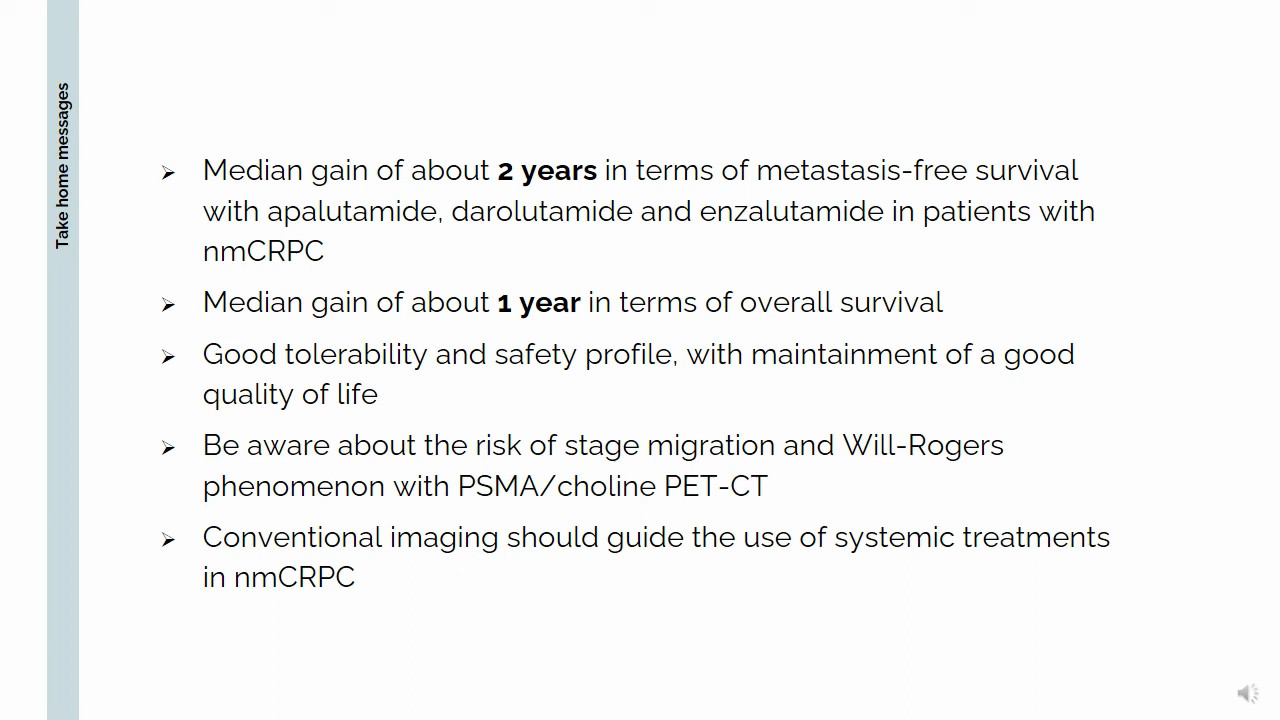 Take home messages
➢ Median gain of about 2 years in terms of metastasis-free survival
with apalutamide, darolutamide and enzalutamide in patients with
nmCRPC
➢ Median gain of about 1 year in terms of overall survival
➢ Good tolerability and safety profile, with maintainment of a good
quality of life
➢ Be aware about the risk of stage migration and Will-Rogers
phenomenon with PSMA/choline PET-CT
➢ Conventional imaging should guide the use of systemic treatments
in nmCRPC